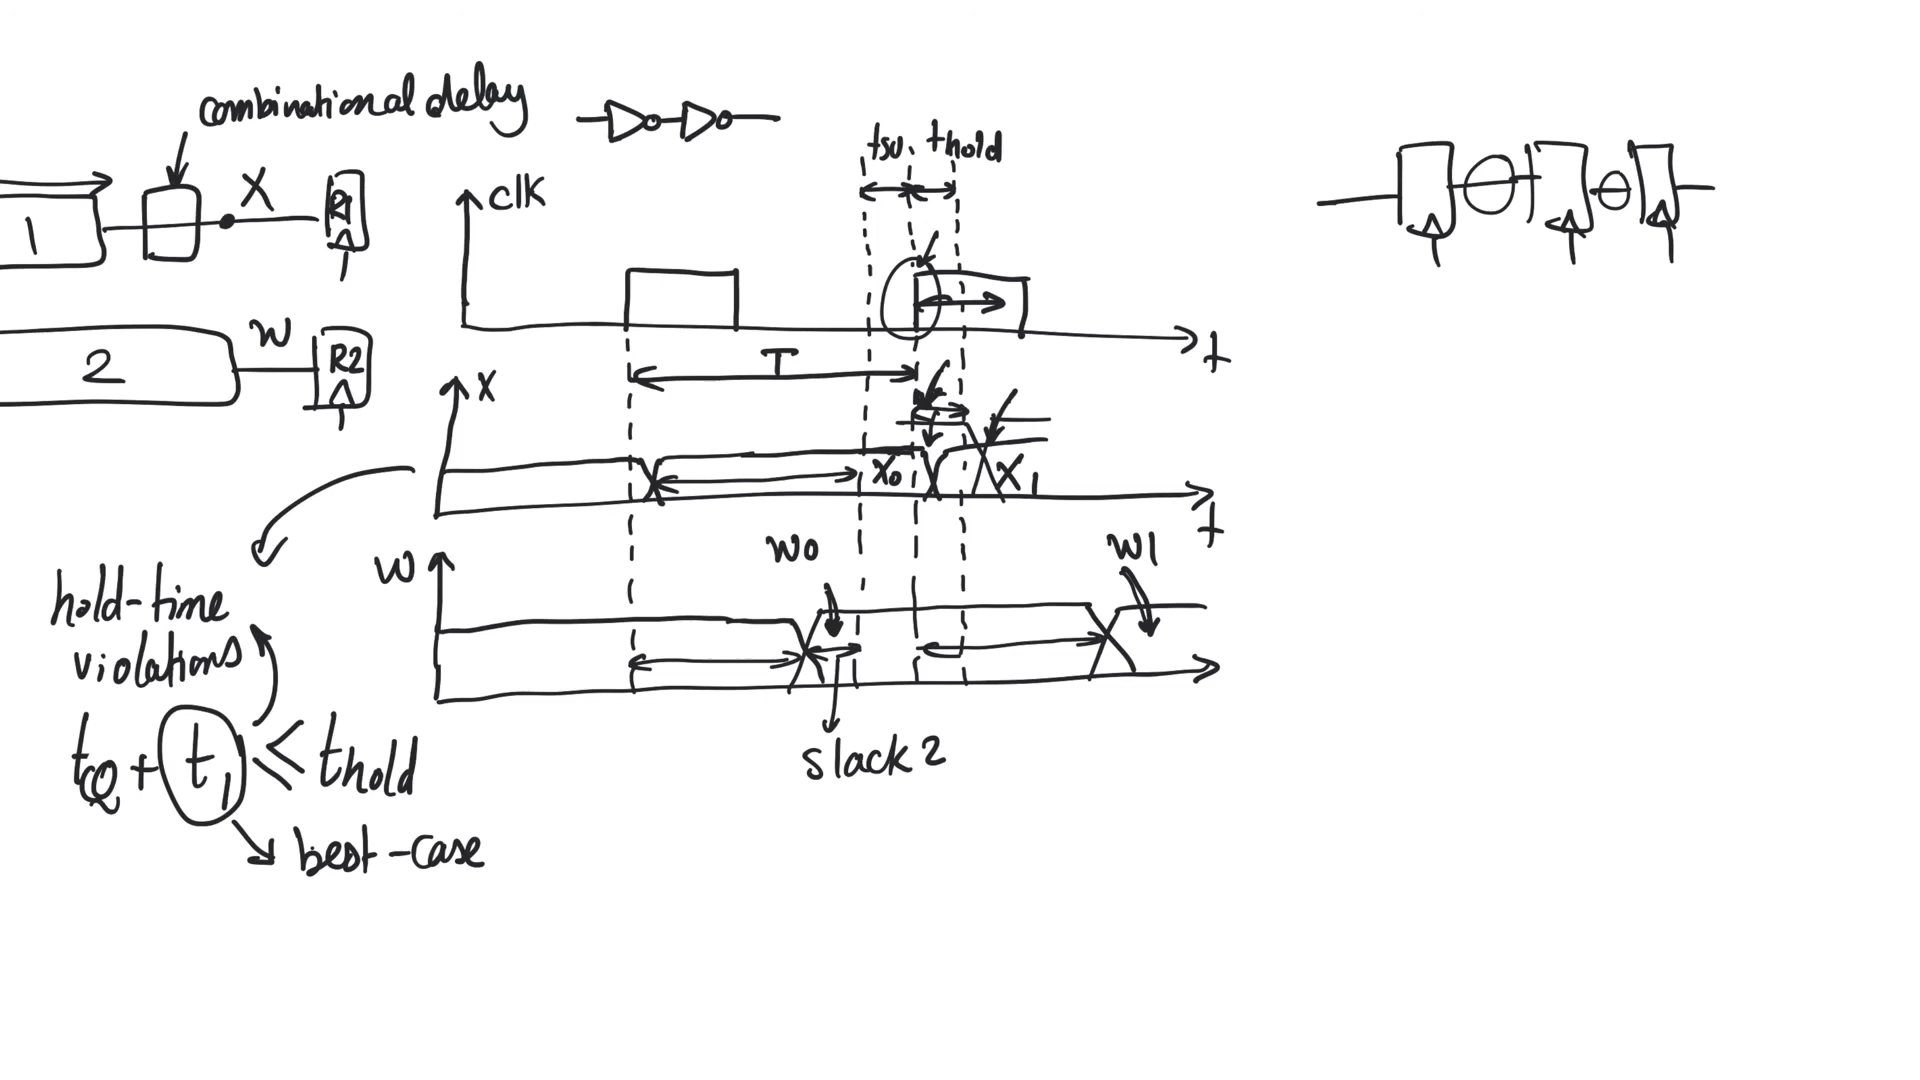 combinational delay
tsu. thold
clk
X
R1
1
W
2
R2
T
t
X
X0
X1
t
W
W0
W1
hold-time
violations
tCQ + t1 < thold
slack 2
best-case